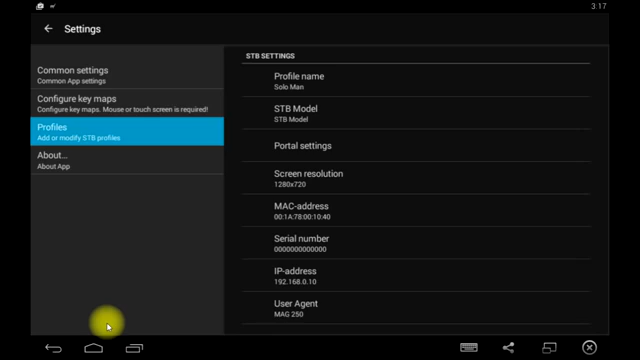 3:17
Settings
Common settings
Common App settings
Configure key maps
Configure key maps. Mouse or touch screen is required!
Profiles
Add or modify STB profiles
About...
About App
STB SETTINGS
Profile name
Solo Man
STB Model
STB Model
Portal settings
Screen resolution
1280x720
MAC-address
00:1A:78:00:10:40
Serial number
0000000000000
IP-address
192.168.0.10
User Agent
MAG 250